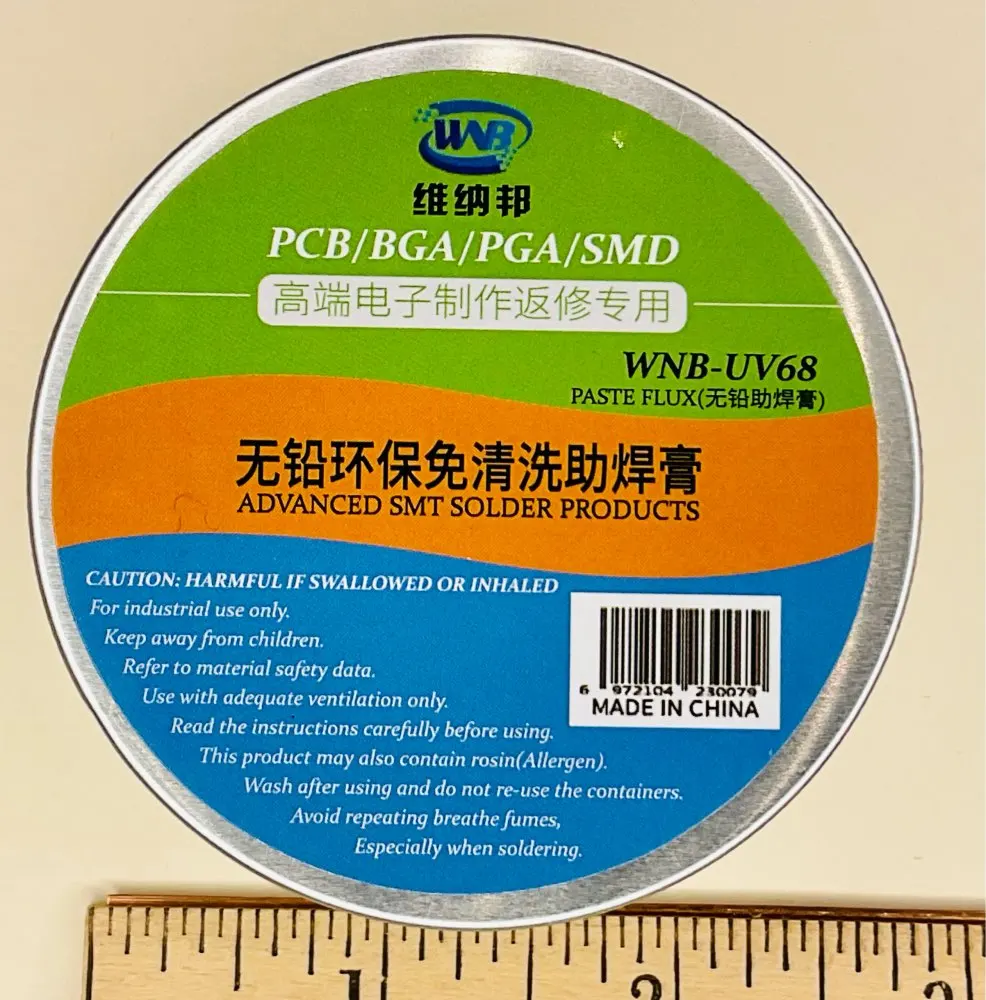 WNB
维纳邦
PCB/BGA/PGA/SMD
高端电子制作返修专用
WNB-UV68
PASTE FLUX(无铅助焊膏)
无铅环保免清洗助焊膏
ADVANCED SMT SOLDER PRODUCTS
CAUTION: HARMFUL IF SWALLOWED OR INHALED
For industrial use only.
Keep away from children.
Refer to material safety data.
Use with adequate ventilation only.
Read the instructions carefully before using.
This product may also contain rosin(Allergen).
Wash after using and do not re-use the containers.
Avoid repeating breathe fumes,
Especially when soldering.
6 972104 230079
MADE IN CHINA
1 2